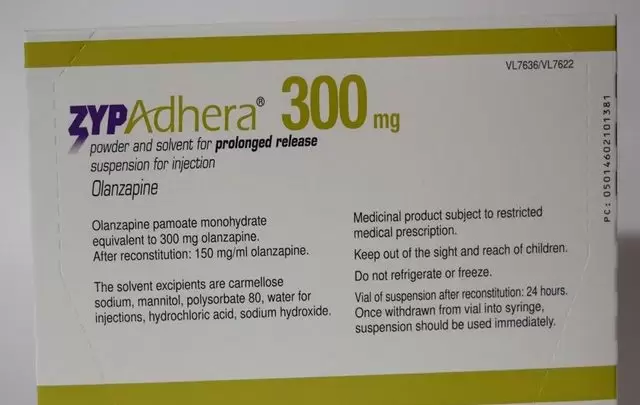 VL7636/VL7622
ZYPAdhera® 300 mg
powder and solvent for prolonged release
suspension for injection
Olanzapine
Olanzapine pamoate monohydrate
equivalent to 300 mg olanzapine.
After reconstitution: 150 mg/ml olanzapine.
The solvent excipients are carmellose
sodium, mannitol, polysorbate 80, water for
injections, hydrochloric acid, sodium hydroxide.
Medicinal product subject to restricted
medical prescription.
Keep out of the sight and reach of children.
Do not refrigerate or freeze.
Vial of suspension after reconstitution: 24 hours.
Once withdrawn from vial into syringe,
suspension should be used immediately.
PC: 05014602101381